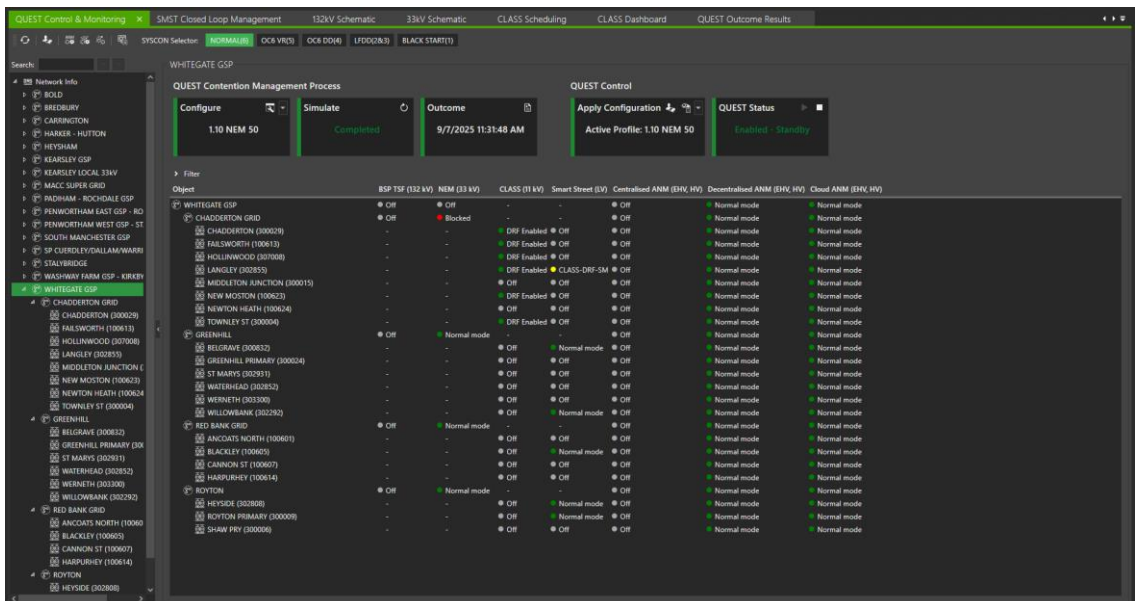 QUEST Control & Monitoring × SMST Closed Loop Management 132kV Schematic 33kV Schematic CLASS Scheduling CLASS Dashboard QUEST Outcome Results
SYSCON Selector: NORMAL(6) OC6 VR(5) OC6 DD(4) LFDD(2&3) BLACK START(1)
Search:
Network Info
BOLD
BREDBURY
CARRINGTON
HARKER - HUTTON
HEYSHAM
KEARSLEY GSP
KEARSLEY LOCAL 33kV
MACC SUPER GRID
PADIHAM - ROCHDALE GSP
PENWORTHAM EAST GSP - RO
PENWORTHAM WEST GSP - ST.
SOUTH MANCHESTER GSP
SP CUERDLEY/DALLAM/WARRI
STALYBRIDGE
WASHWAY FARM GSP - KIRKBY
WHITEGATE GSP
CHADDERTON GRID
CHADDERTON (300029)
FAILSWORTH (100613)
HOLLINWOOD (307008)
LANGLEY (302855)
MIDDLETON JUNCTION (
NEW MOSTON (100623)
NEWTON HEATH (100624
TOWNLEY ST (300004)
GREENHILL
BELGRAVE (300832)
GREENHILL PRIMARY (300
ST MARYS (302931)
WATERHEAD (302852)
WERNETH (303300)
WILLOWBANK (302292)
RED BANK GRID
ANCOATS NORTH (10060
BLACKLEY (100605)
CANNON ST (100607)
HARPURHEY (100614)
ROYTON
HEYSIDE (302808)
WHITEGATE GSP
QUEST Contention Management Process QUEST Control
Configure Simulate Outcome Apply Configuration QUEST Status
1.10 NEM 50 Completed 9/7/2025 11:31:48 AM Active Profile: 1.10 NEM 50 Enabled - Standby
Filter
Object BSP TSF (132 kV) NEM (33 kV) CLASS (11 kV) Smart Street (LV) Centralised ANM (EHV, HV) Decentralised ANM (EHV, HV) Cloud ANM (EHV, HV)
WHITEGATE GSP Off Off - - Off Normal mode Normal mode
CHADDERTON GRID Off Blocked - - Off Normal mode Normal mode
CHADDERTON (300029) - - DRF Enabled Off Off Normal mode Normal mode
FAILSWORTH (100613) - - DRF Enabled Off Off Normal mode Normal mode
HOLLINWOOD (307008) - - DRF Enabled Off Off Normal mode Normal mode
LANGLEY (302855) - - DRF Enabled CLASS-DRF-SM Off Normal mode Normal mode
MIDDLETON JUNCTION (300015) - - Off Off Off Normal mode Normal mode
NEW MOSTON (100623) - - DRF Enabled Off Off Normal mode Normal mode
NEWTON HEATH (100624) - - Off Off Off Normal mode Normal mode
TOWNLEY ST (300004) - - DRF Enabled Off Off Normal mode Normal mode
GREENHILL Off Normal mode - - Off Normal mode Normal mode
BELGRAVE (300832) - - Off Normal mode Off Normal mode Normal mode
GREENHILL PRIMARY (300024) - - Off Off Off Normal mode Normal mode
ST MARYS (302931) - - Off Off Off Normal mode Normal mode
WATERHEAD (302852) - - Off Off Off Normal mode Normal mode
WERNETH (303300) - - Off Off Off Normal mode Normal mode
WILLOWBANK (302292) - - Off Normal mode Off Normal mode Normal mode
RED BANK GRID Off Normal mode - - Off Normal mode Normal mode
ANCOATS NORTH (100601) - - Off Off Off Normal mode Normal mode
BLACKLEY (100605) - - Off Normal mode Off Normal mode Normal mode
CANNON ST (100607) - - Off Off Off Normal mode Normal mode
HARPURHEY (100614) - - Off Off Off Normal mode Normal mode
ROYTON Off Normal mode - - Off Normal mode Normal mode
HEYSIDE (302808) - - Off Normal mode Off Normal mode Normal mode
ROYTON PRIMARY (300009) - - Off Normal mode Off Normal mode Normal mode
SHAW PRY (300006) - - Off Off Off Normal mode Normal mode